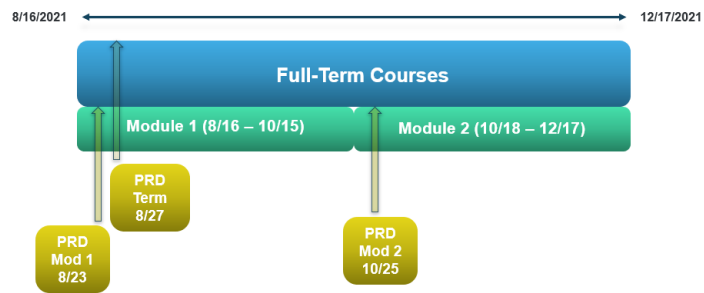 8/16/2021
12/17/2021
Full-Term Courses
Module 1 (8/16 – 10/15)
Module 2 (10/18 – 12/17)
PRD
Term
8/27
PRD
Mod 1
8/23
PRD
Mod 2
10/25